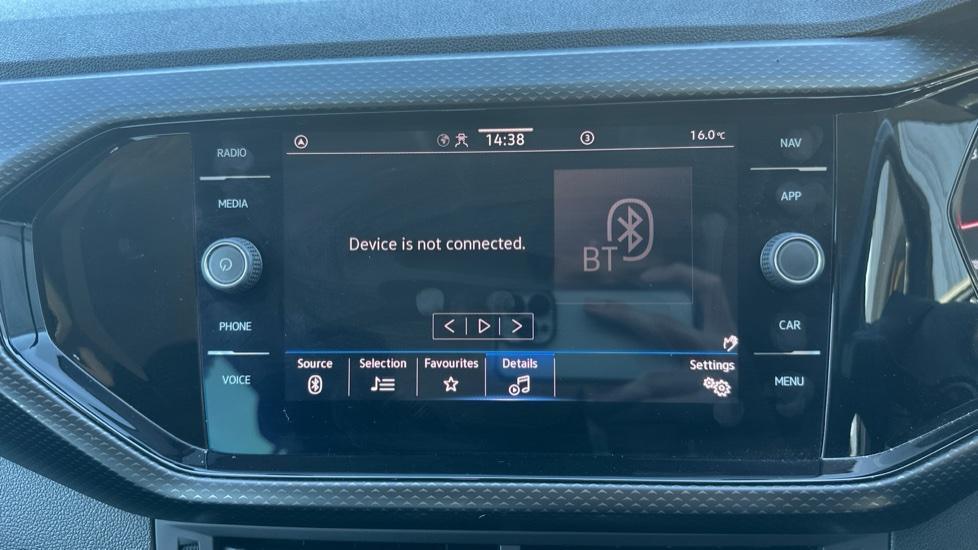 RADIO
MEDIA
PHONE
VOICE
14:38
3
16.0°C
Device is not connected.
BT
Source
Selection
Favourites
Details
Settings
NAV
APP
CAR
MENU